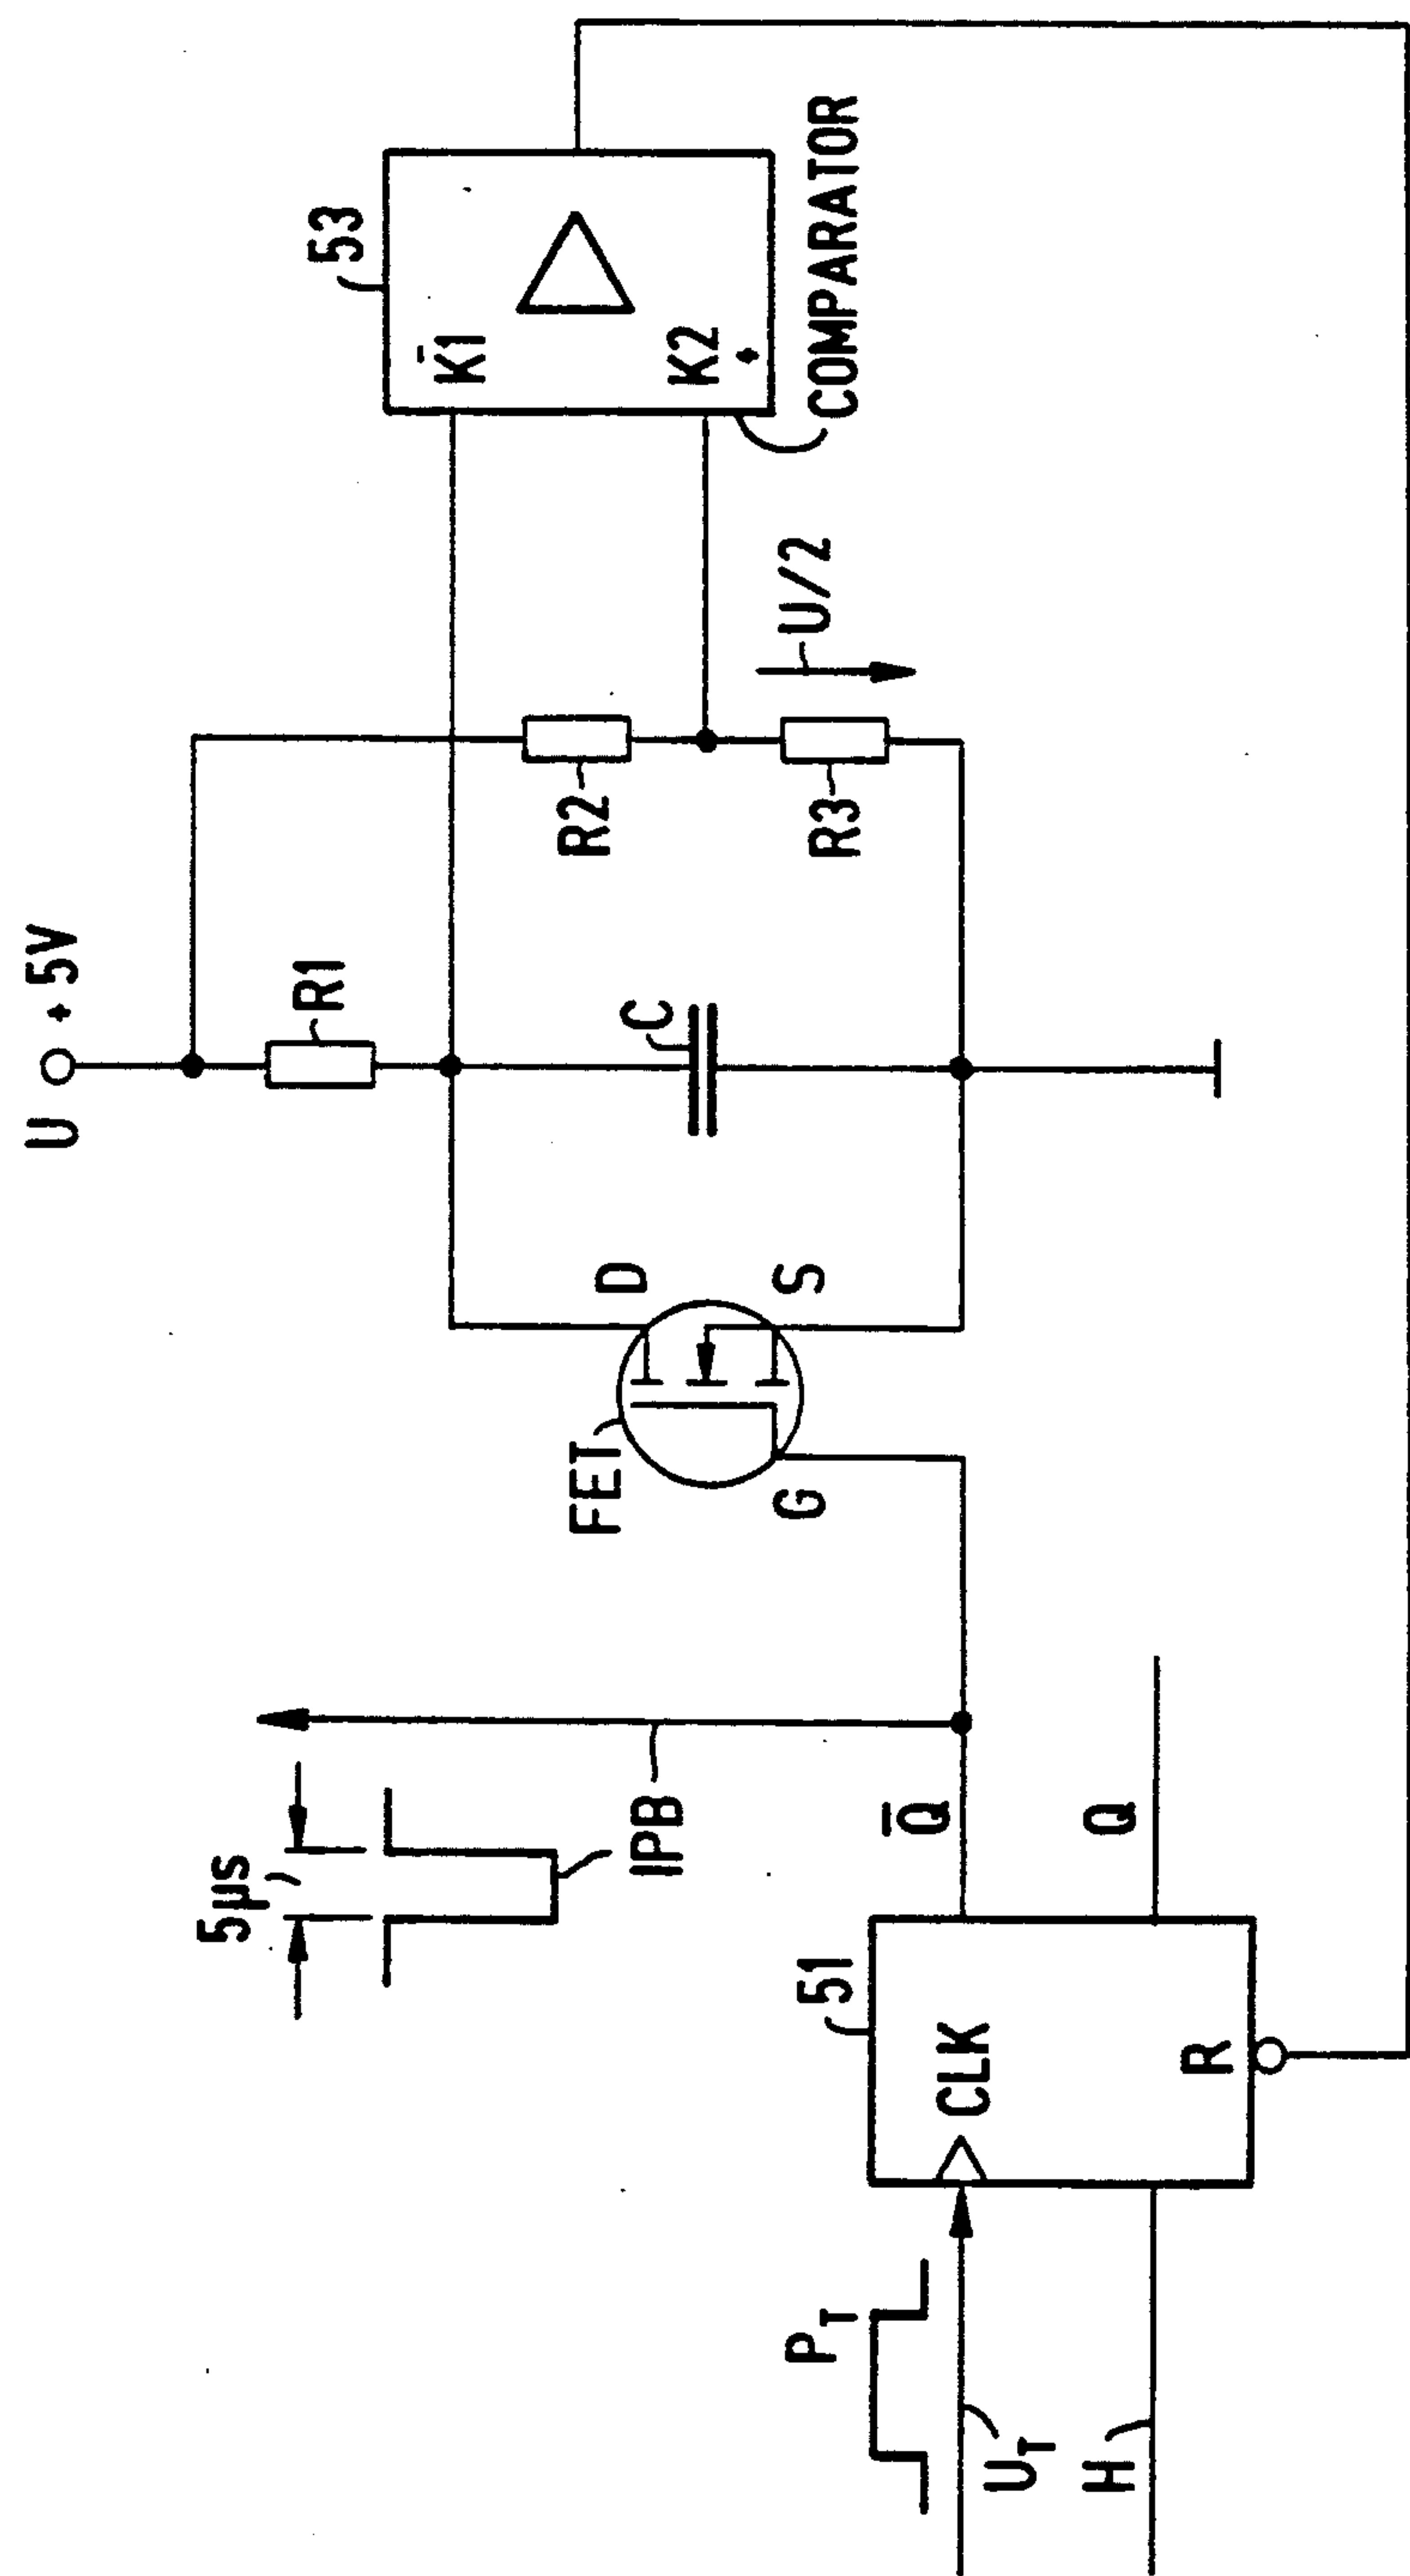 U +5V
R1
53
K̄1
K2
+
COMPARATOR
R2
R3
U/2
C
FET
D
S
G
5µs
IPB
51
CLK
Q̄
Q
R
P_T
U_T
H